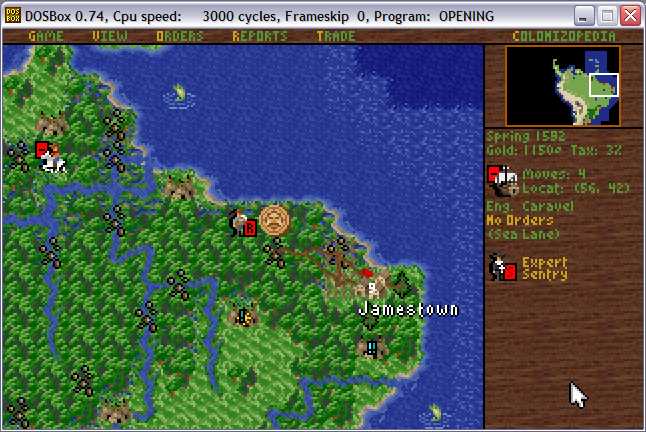 DOSBox 0.74, Cpu speed: 3000 cycles, Frameskip 0, Program: OPENING
GAME VIEW ORDERS REPORTS TRADE COLONIZOPEDIA
Spring 1582
Gold: 1150¢ Tax: 3%
Moves: 4
Locat: (56, 42)
Eng. Caravel
No Orders
(Sea Lane)
Expert
Sentry
B
Jamestown